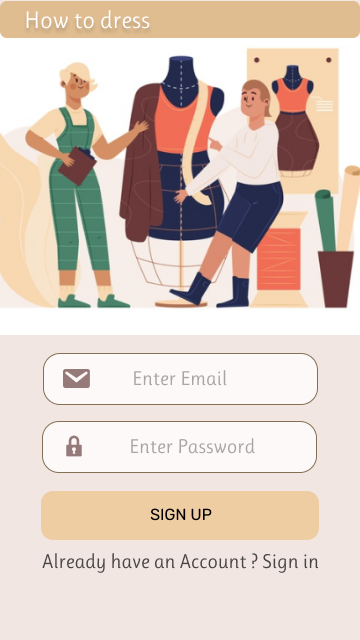 How to dress
Enter Email
Enter Password
SIGN UP
Already have an Account ? Sign in